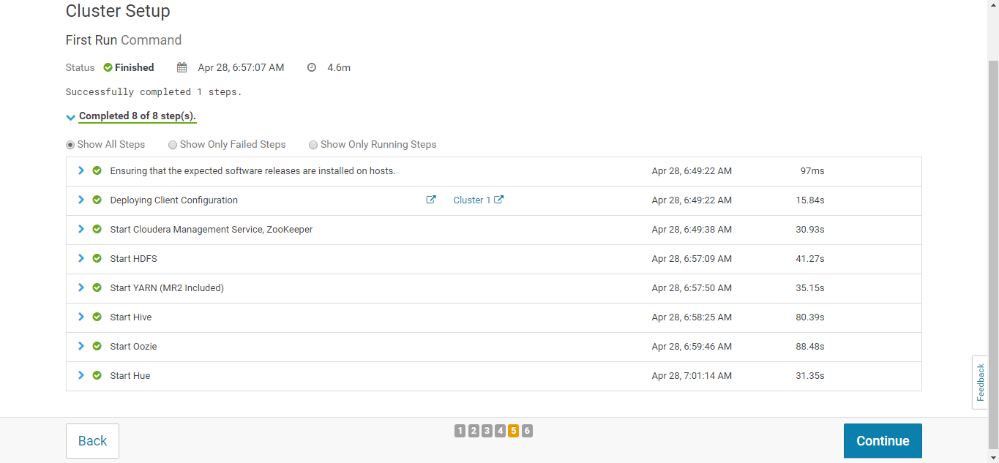 Cluster Setup
First Run Command
Status Finished Apr 28, 6:57:07 AM 4.6m
Successfully completed 1 steps.
Completed 8 of 8 step(s).
Show All Steps Show Only Failed Steps Show Only Running Steps
Ensuring that the expected software releases are installed on hosts. Apr 28, 6:49:22 AM 97ms
Deploying Client Configuration Cluster 1 Apr 28, 6:49:22 AM 15.84s
Start Cloudera Management Service, ZooKeeper Apr 28, 6:49:38 AM 30.93s
Start HDFS Apr 28, 6:57:09 AM 41.27s
Start YARN (MR2 Included) Apr 28, 6:57:50 AM 35.15s
Start Hive Apr 28, 6:58:25 AM 80.39s
Start Oozie Apr 28, 6:59:46 AM 88.48s
Start Hue Apr 28, 7:01:14 AM 31.35s
Feedback
Back 1 2 3 4 5 6 Continue